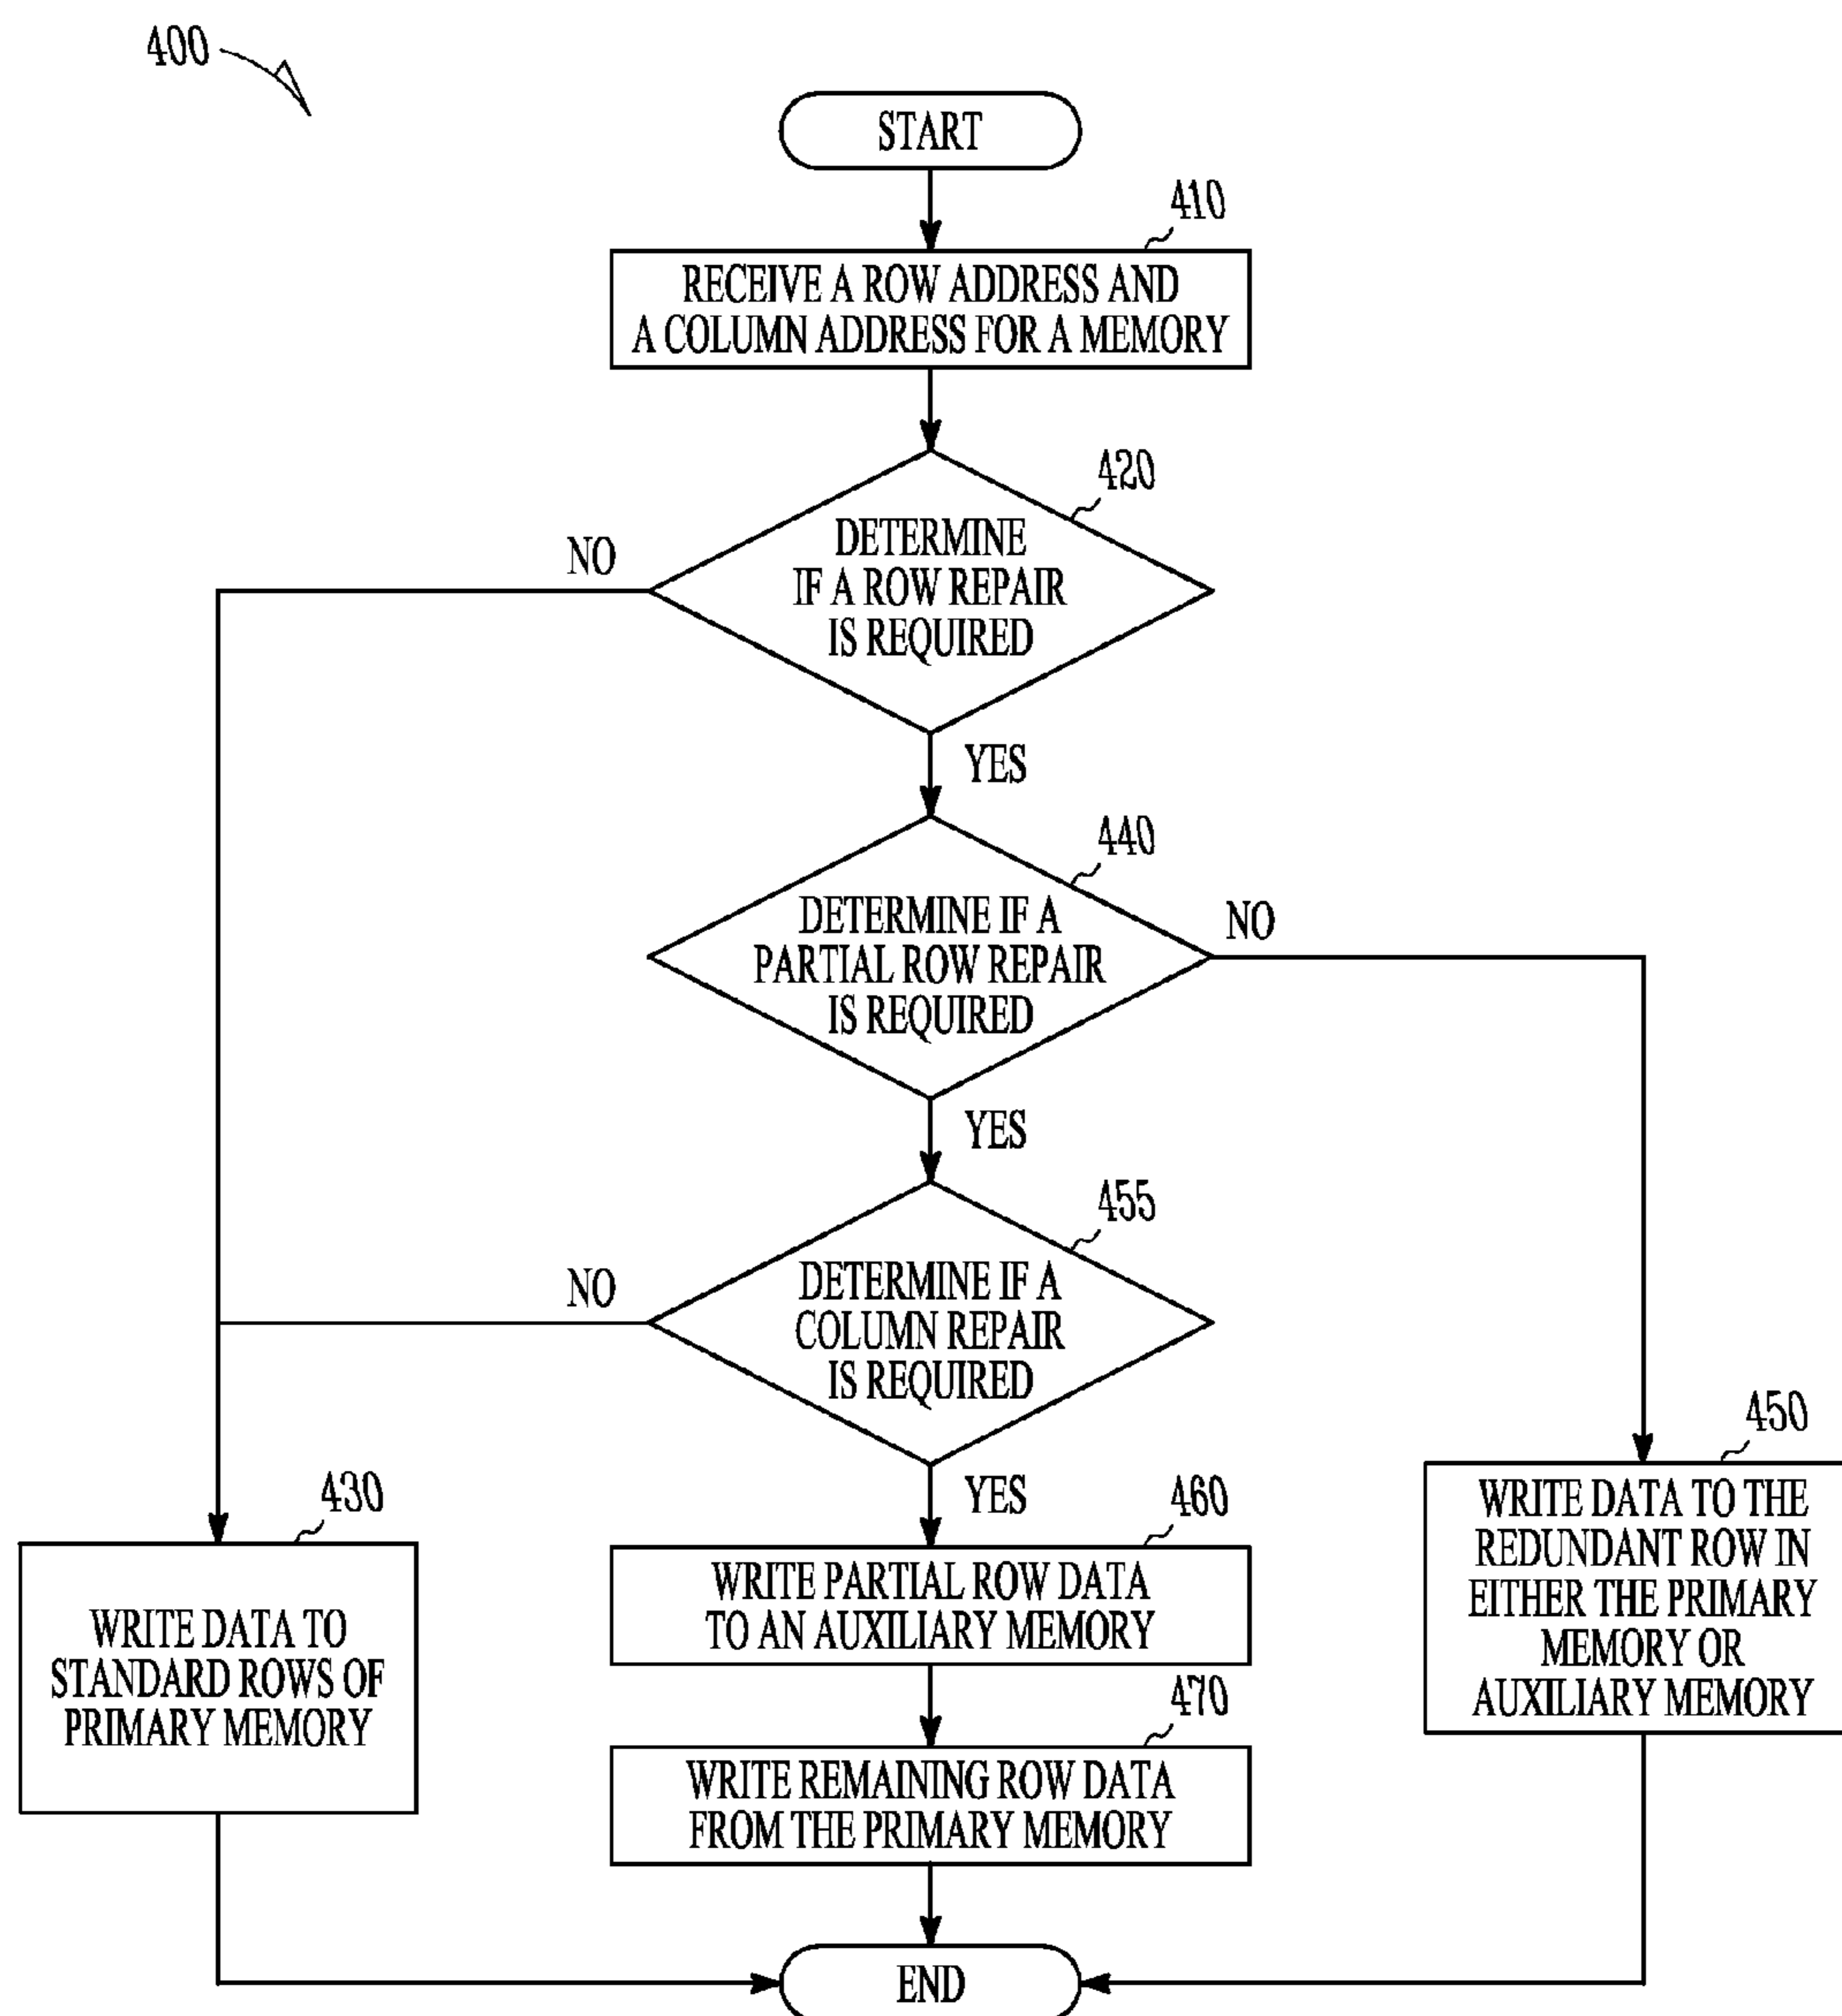 400
START
410
RECEIVE A ROW ADDRESS AND
A COLUMN ADDRESS FOR A MEMORY
420
NO
DETERMINE
IF A ROW REPAIR
IS REQUIRED
YES
440
DETERMINE IF A
PARTIAL ROW REPAIR
IS REQUIRED
NO
YES
455
NO
DETERMINE IF A
COLUMN REPAIR
IS REQUIRED
YES
430
WRITE DATA TO
STANDARD ROWS OF
PRIMARY MEMORY
460
WRITE PARTIAL ROW DATA
TO AN AUXILIARY MEMORY
470
WRITE REMAINING ROW DATA
FROM THE PRIMARY MEMORY
450
WRITE DATA TO THE
REDUNDANT ROW IN
EITHER THE PRIMARY
MEMORY OR
AUXILIARY MEMORY
END